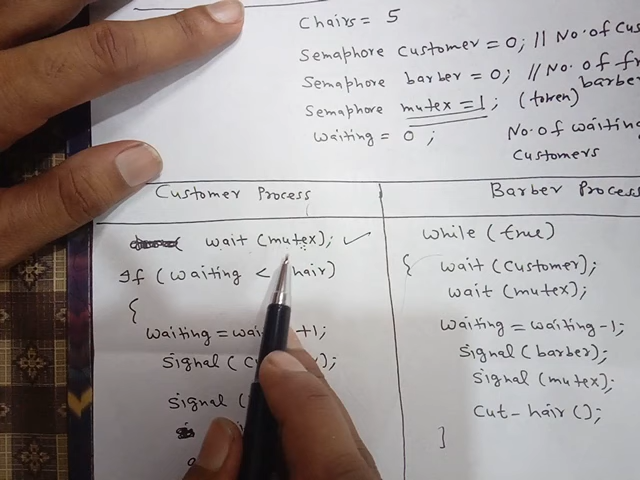 Chairs = 5
Semaphore Customer = 0; // No. of Cus
Semaphore barber = 0; // No. of
barber
Semaphore mutex = 1; (token)
Waiting = 0 ; No. of waiting
Customers
Customer Process
wait (mutex); ✓
If (waiting < hair)
{
waiting = wai +1;
Signal ( );
Signal (
Barber Process
while (true)
{ wait (Customer);
wait (mutex);
waiting = waiting-1;
Signal (barber);
Signal (mutex);
Cut-hair ();
}